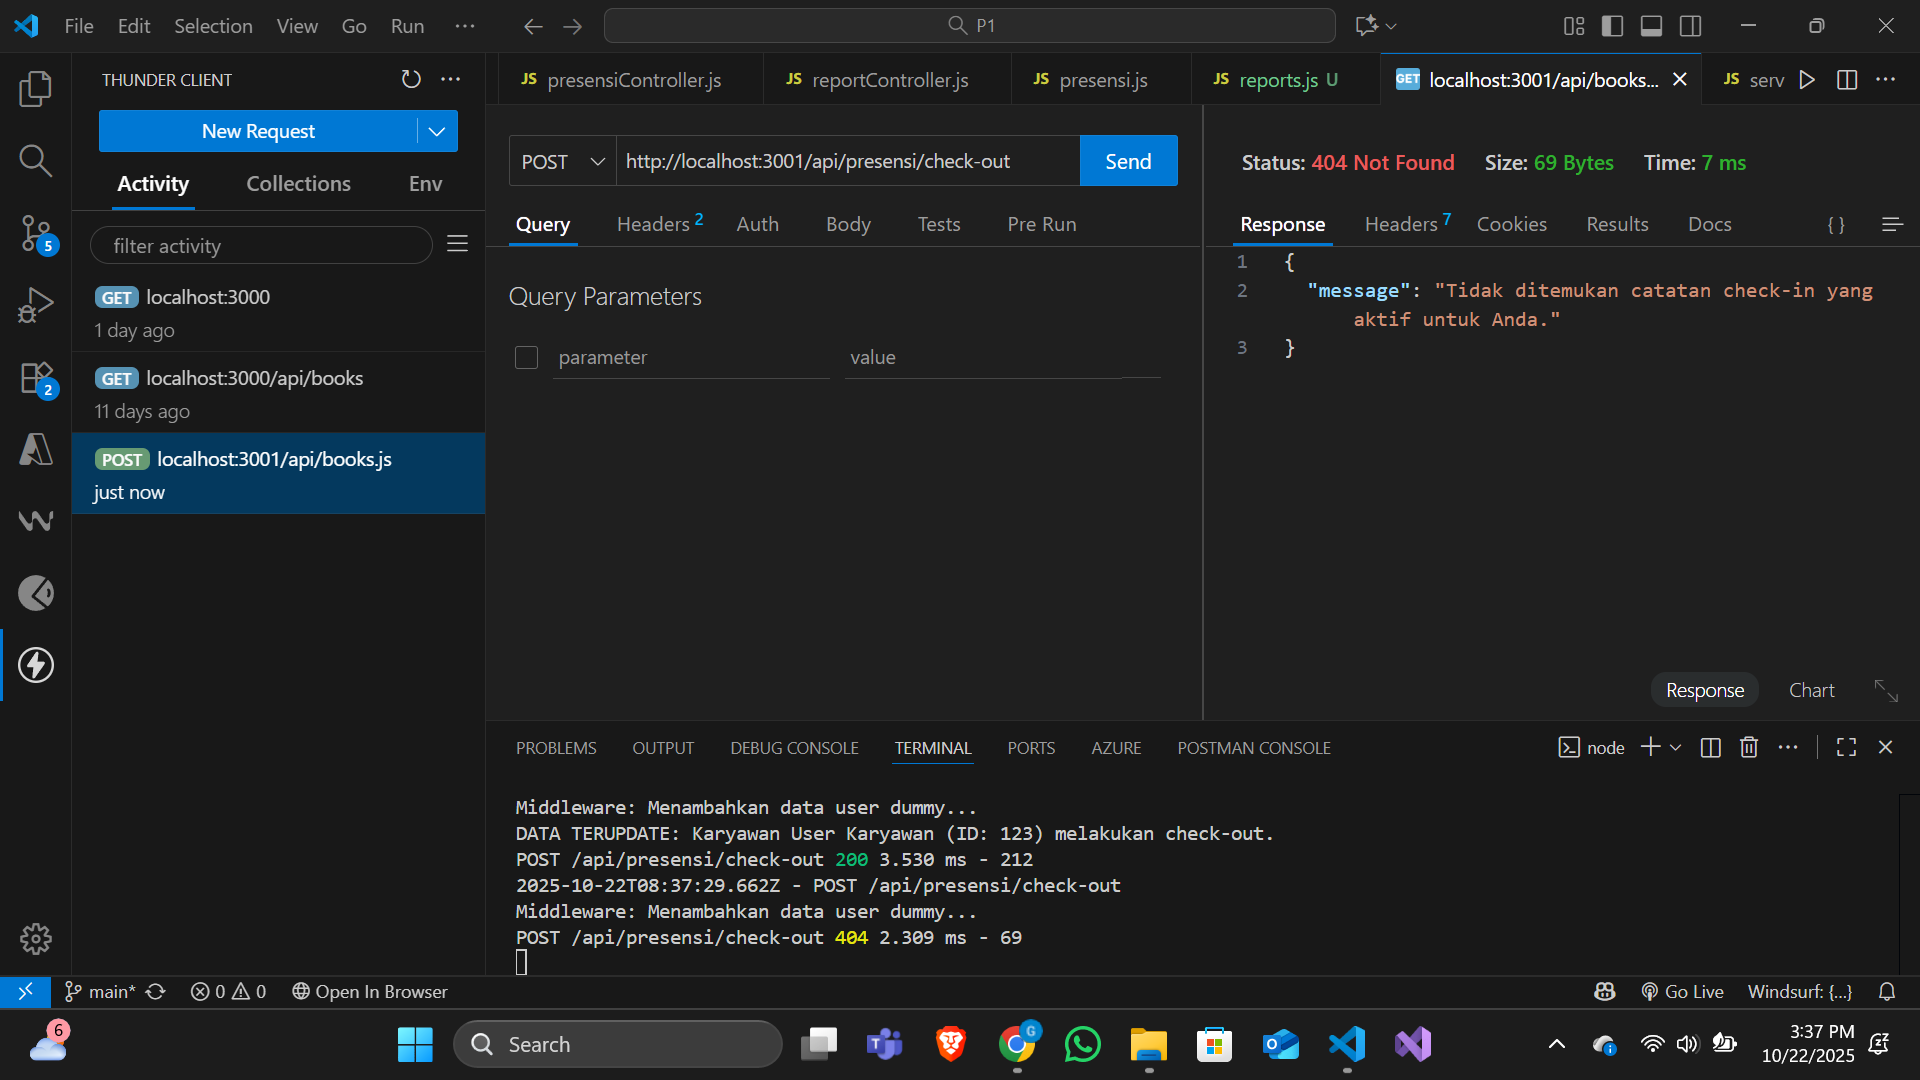 File Edit Selection View Go Run ··· P1
THUNDER CLIENT
New Request
Activity Collections Env
filter activity
GET localhost:3000
1 day ago
GET localhost:3000/api/books
11 days ago
POST localhost:3001/api/books.js
just now
5
2
JS presensiController.js
JS reportController.js
JS presensi.js
JS reports.js U
GET localhost:3001/api/books...
JS serv
POST http://localhost:3001/api/presensi/check-out Send
Query Headers 2 Auth Body Tests Pre Run
Query Parameters
parameter value
Status: 404 Not Found Size: 69 Bytes Time: 7 ms
Response Headers 7 Cookies Results Docs { }
1 {
2 "message": "Tidak ditemukan catatan check-in yang
aktif untuk Anda."
3 }
Response Chart
PROBLEMS OUTPUT DEBUG CONSOLE TERMINAL PORTS AZURE POSTMAN CONSOLE node
Middleware: Menambahkan data user dummy...
DATA TERUPDATE: Karyawan User Karyawan (ID: 123) melakukan check-out.
POST /api/presensi/check-out 200 3.530 ms - 212
2025-10-22T08:37:29.662Z - POST /api/presensi/check-out
Middleware: Menambahkan data user dummy...
POST /api/presensi/check-out 404 2.309 ms - 69
main* 0 0 Open In Browser Go Live Windsurf: {...}
6
Search
G
3:37 PM
10/22/2025